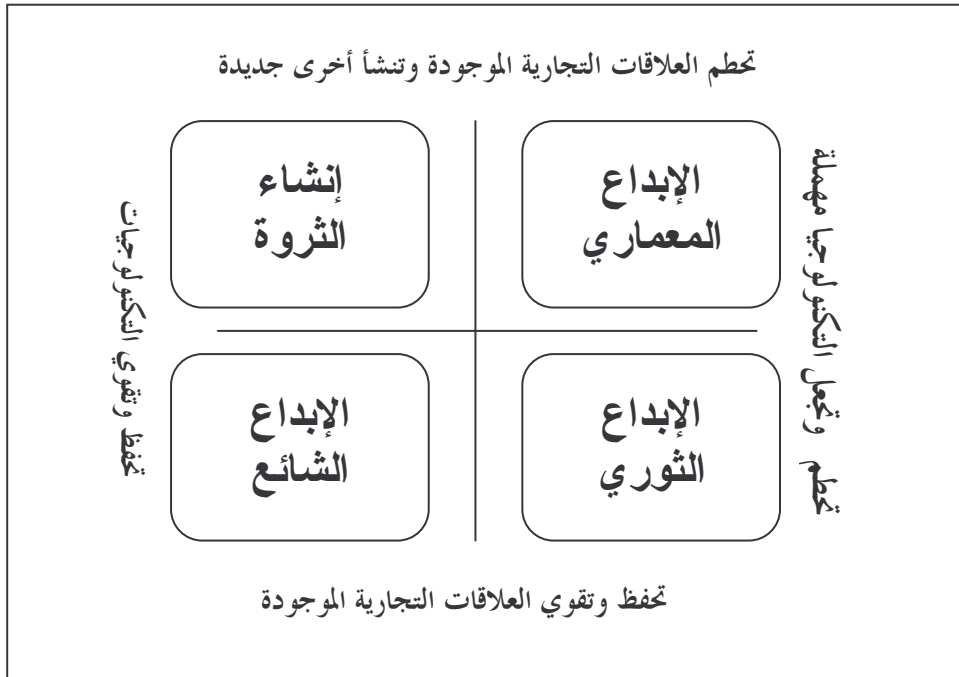 تحطم العلاقات التجارية الموجودة وتنشأ أخرى جديدة
الإبداع
المعماري
إنشاء
الثروة
تحطم وتجعل التكنولوجيا مهملة
تحفظ وتقوي التكنولوجيات
الإبداع
الثوري
الإبداع
الشائع
تحفظ وتقوي العلاقات التجارية الموجودة